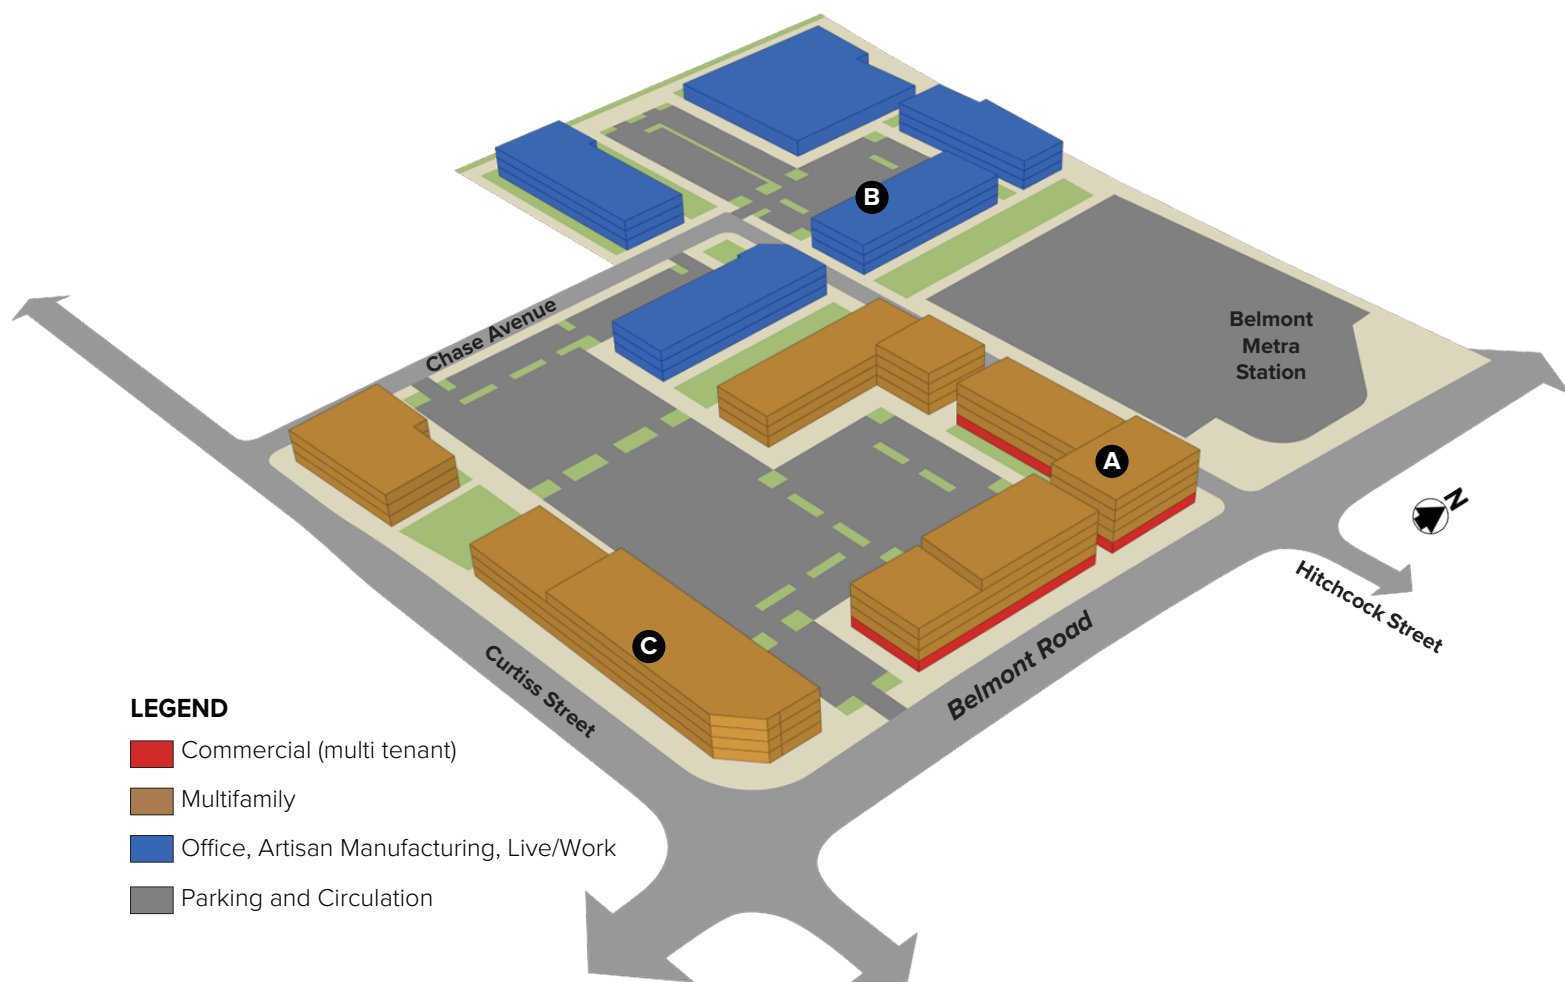 B
Chase Avenue
Belmont
Metra
Station
A
N
Hitchcock Street
C
Belmont Road
Curtiss Street
LEGEND
Commercial (multi tenant)
Multifamily
Office, Artisan Manufacturing, Live/Work
Parking and Circulation